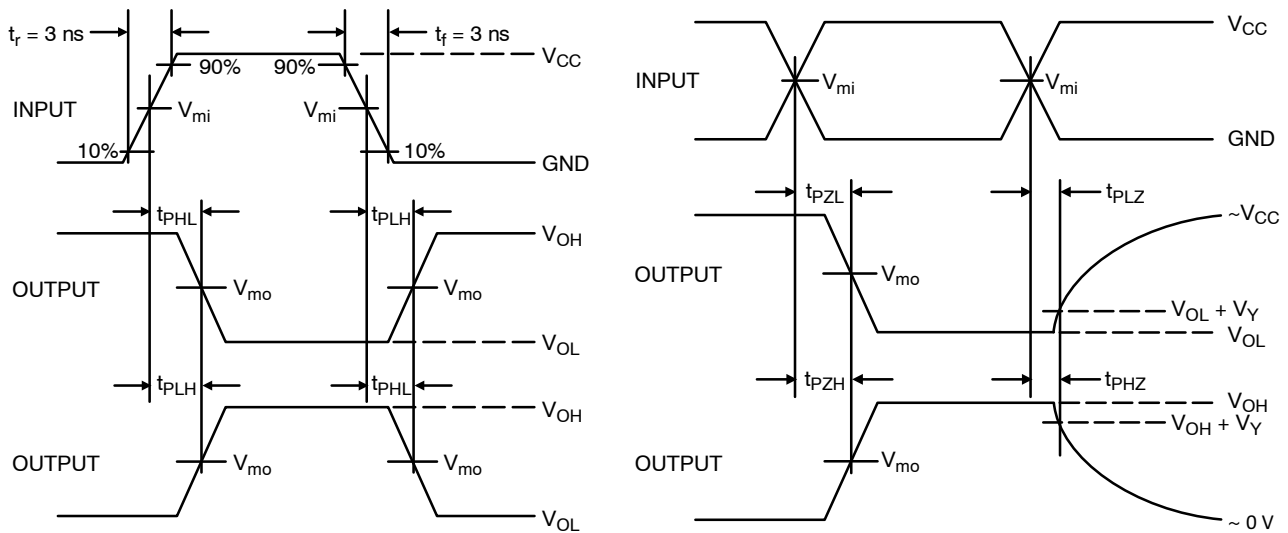 t_r = 3 ns
t_f = 3 ns
V_CC
90%
90%
INPUT
V_mi
V_mi
10%
10%
GND
t_PHL
t_PLH
V_OH
OUTPUT
V_mo
V_mo
V_OL
t_PLH
t_PHL
V_OH
OUTPUT
V_mo
V_mo
V_OL
V_CC
INPUT
V_mi
V_mi
GND
t_PZL
t_PLZ
~V_CC
OUTPUT
V_mo
V_OL + V_Y
V_OL
t_PZH
t_PHZ
V_OH
V_OH + V_Y
OUTPUT
V_mo
~ 0 V